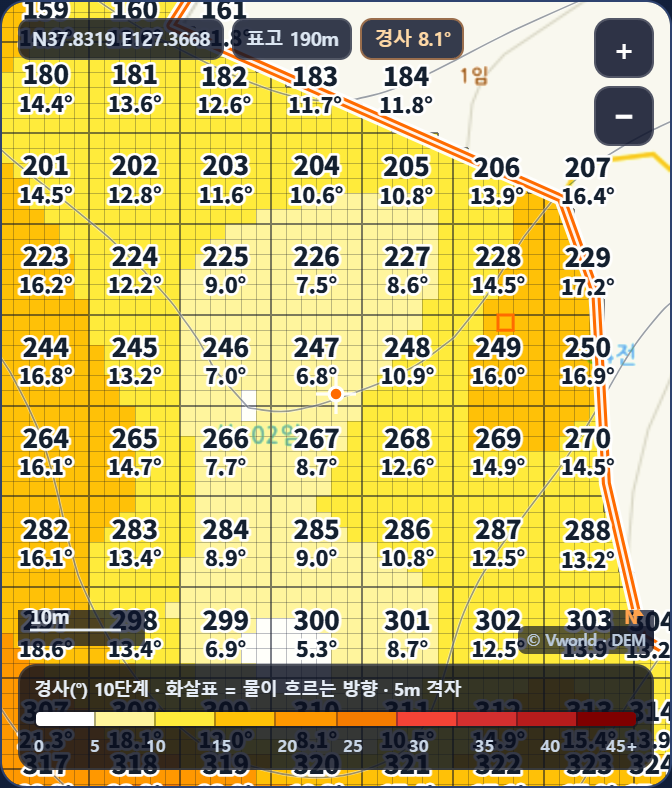 159 160 161
N37.8319 E127.3668 표고 190m 경사 8.1° +
180 181 182 183 184 1임
14.4° 13.6° 12.6° 11.7° 11.8° −
201 202 203 204 205 206 207
14.5° 12.8° 11.6° 10.6° 10.8° 13.9° 16.4°
223 224 225 226 227 228 229
16.2° 12.2° 9.0° 7.5° 8.6° 14.5° 17.2°
244 245 246 247 248 249 250 전
16.8° 13.2° 7.0° 6.8° 10.9° 16.0° 16.9°
264 265 266 267 268 269 270
16.1° 14.7° 7.7° 8.7° 12.6° 14.9° 14.5°
282 283 284 285 286 287 288
16.1° 13.4° 8.9° 9.0° 10.8° 12.5° 13.2°
10m 298 299 300 301 302 303
18.6° 13.4° 6.9° 5.3° 8.7° 12.5° 13.9°
© Vworld · DEM
경사(°) 10단계 · 화살표 = 물이 흐르는 방향 · 5m 격자
307 308 309 310 311 312 313 314
0 5 10 15 20 25 30 35 40 45+
317 318 319 320 321 322 323 324